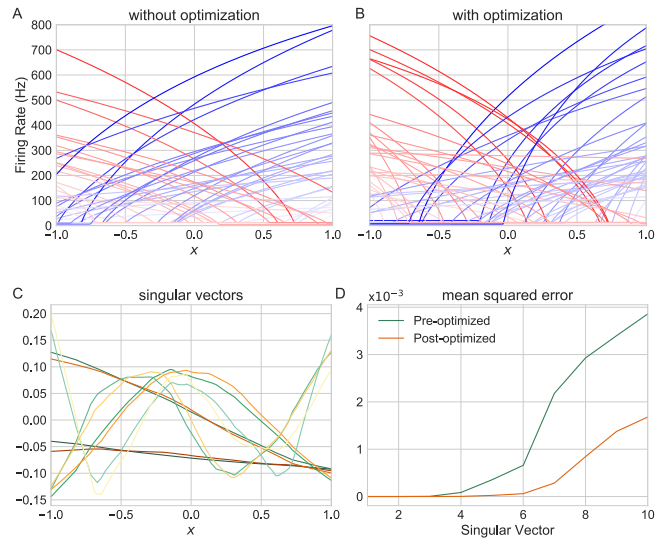 A without optimization
800
700
600
500
400
300
200
100
0
Firing Rate (Hz)
−1.0 −0.5 0.0 0.5 1.0
x
B with optimization
−1.0 −0.5 0.0 0.5 1.0
x
C singular vectors
0.20
0.15
0.10
0.05
0.00
−0.05
−0.10
−0.15
−1.0 −0.5 0.0 0.5 1.0
x
D mean squared error
x10⁻³
4
3
2
1
0
Pre-optimized
Post-optimized
2 4 6 8 10
Singular Vector